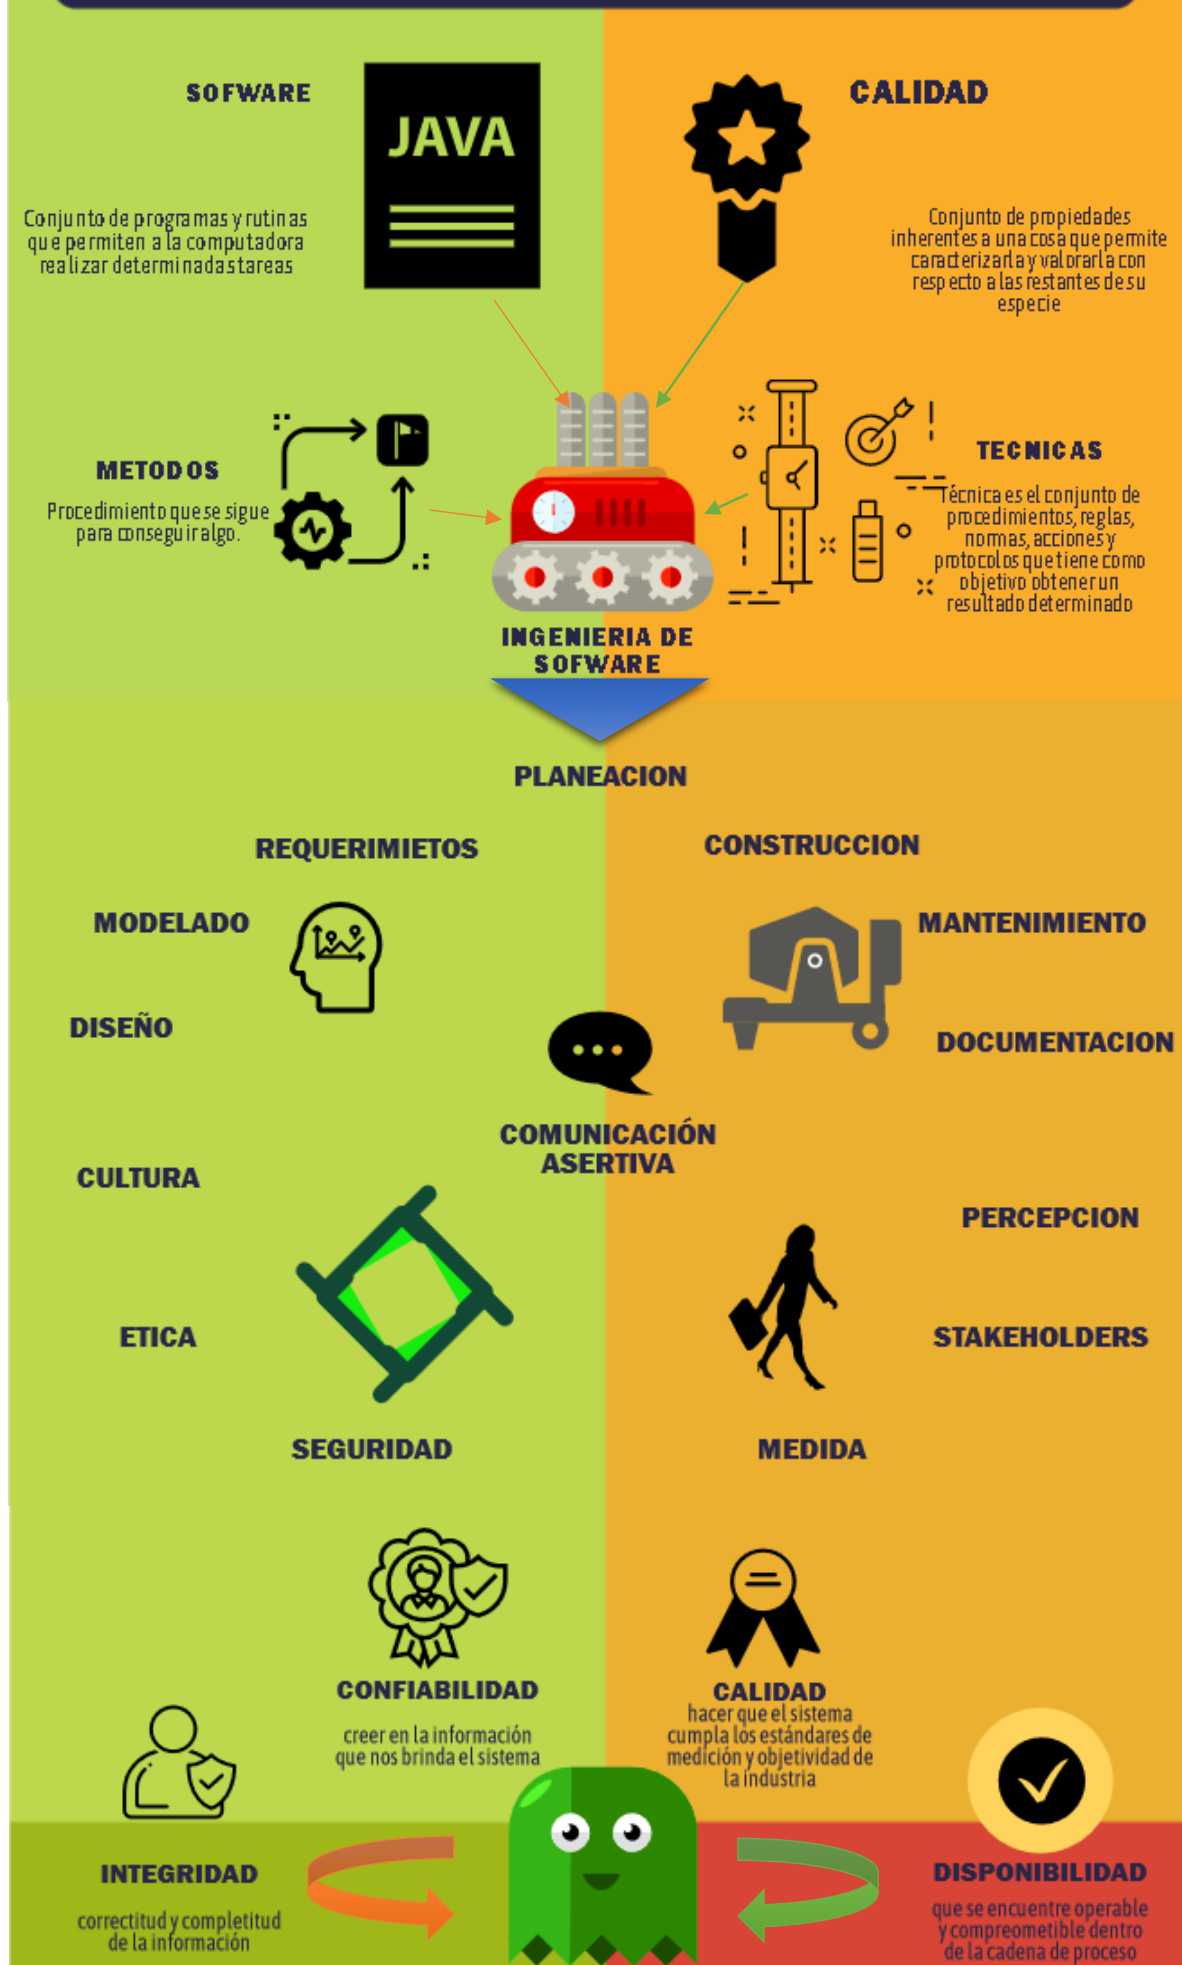 SOFWARE
JAVA
CALIDAD
Conjunto de programas y rutinas
que permiten a la computadora
realizar determinadas tareas
Conjunto de propiedades
inherentes a una cosa que permite
caracterizarla y valorarla con
respecto a las restantes de su
especie
METODOS
Procedimiento que se sigue
para conseguir algo.
TECNICAS
Técnica es el conjunto de
procedimientos, reglas,
normas, acciones y
protocolos que tiene como
objetivo obtener un
resultado determinado
INGENIERIA DE
SOFWARE
PLANEACION
REQUERIMIETOS
CONSTRUCCION
MODELADO
MANTENIMIENTO
DISEÑO
DOCUMENTACION
COMUNICACIÓN
ASERTIVA
CULTURA
PERCEPCION
ETICA
STAKEHOLDERS
SEGURIDAD
MEDIDA
CONFIABILIDAD
creer en la información
que nos brinda el sistema
CALIDAD
hacer que el sistema
cumpla los estándares de
medición y objetividad de
la industria
INTEGRIDAD
correctitud y completitud
de la información
DISPONIBILIDAD
que se encuentre operable
y compreometible dentro
de la cadena de proceso